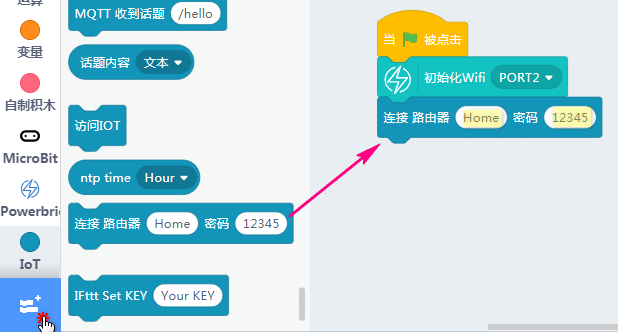 运算
变量
自制积木
MicroBit
Powerbri
IoT
MQTT 收到话题 /hello
话题内容 文本
访问IOT
ntp time Hour
连接 路由器 Home 密码 12345
IFttt Set KEY Your KEY
当 被点击
初始化Wifi PORT2
连接 路由器 Home 密码 12345